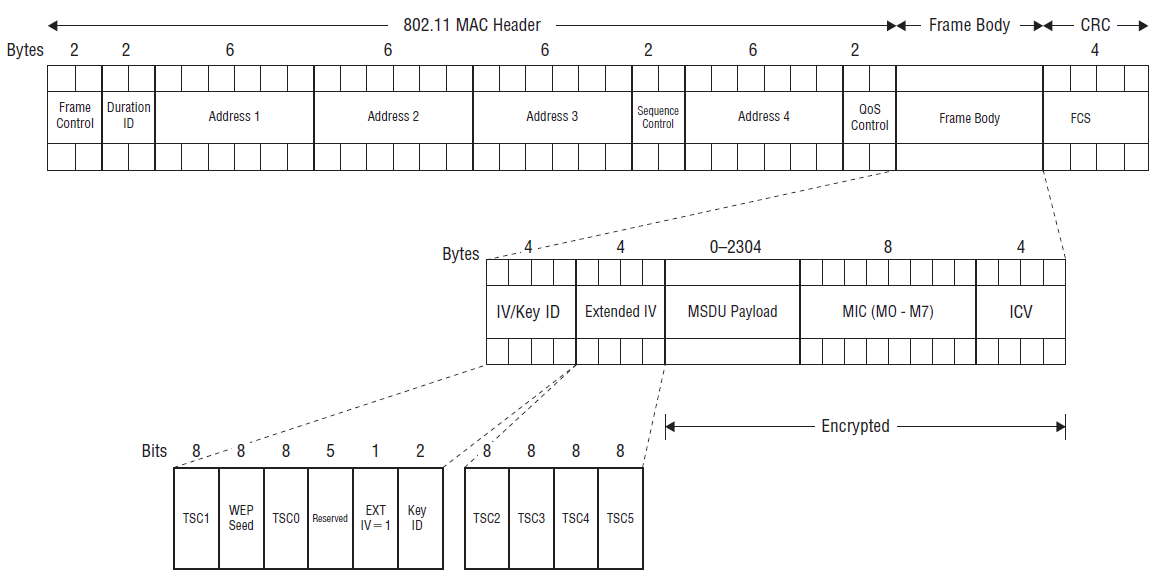 802.11 MAC Header Frame Body CRC
Bytes 2 2 6 6 6 2 6 2 4
Frame Control
Duration ID
Address 1
Address 2
Address 3
Sequence Control
Address 4
QoS Control
Frame Body
FCS
Bytes 4 4 0–2304 8 4
IV/Key ID
Extended IV
MSDU Payload
MIC (MO - M7)
ICV
Encrypted
Bits 8 8 8 5 1 2 8 8 8 8
TSC1
WEP Seed
TSC0
Reserved
EXT IV=1
Key ID
TSC2
TSC3
TSC4
TSC5